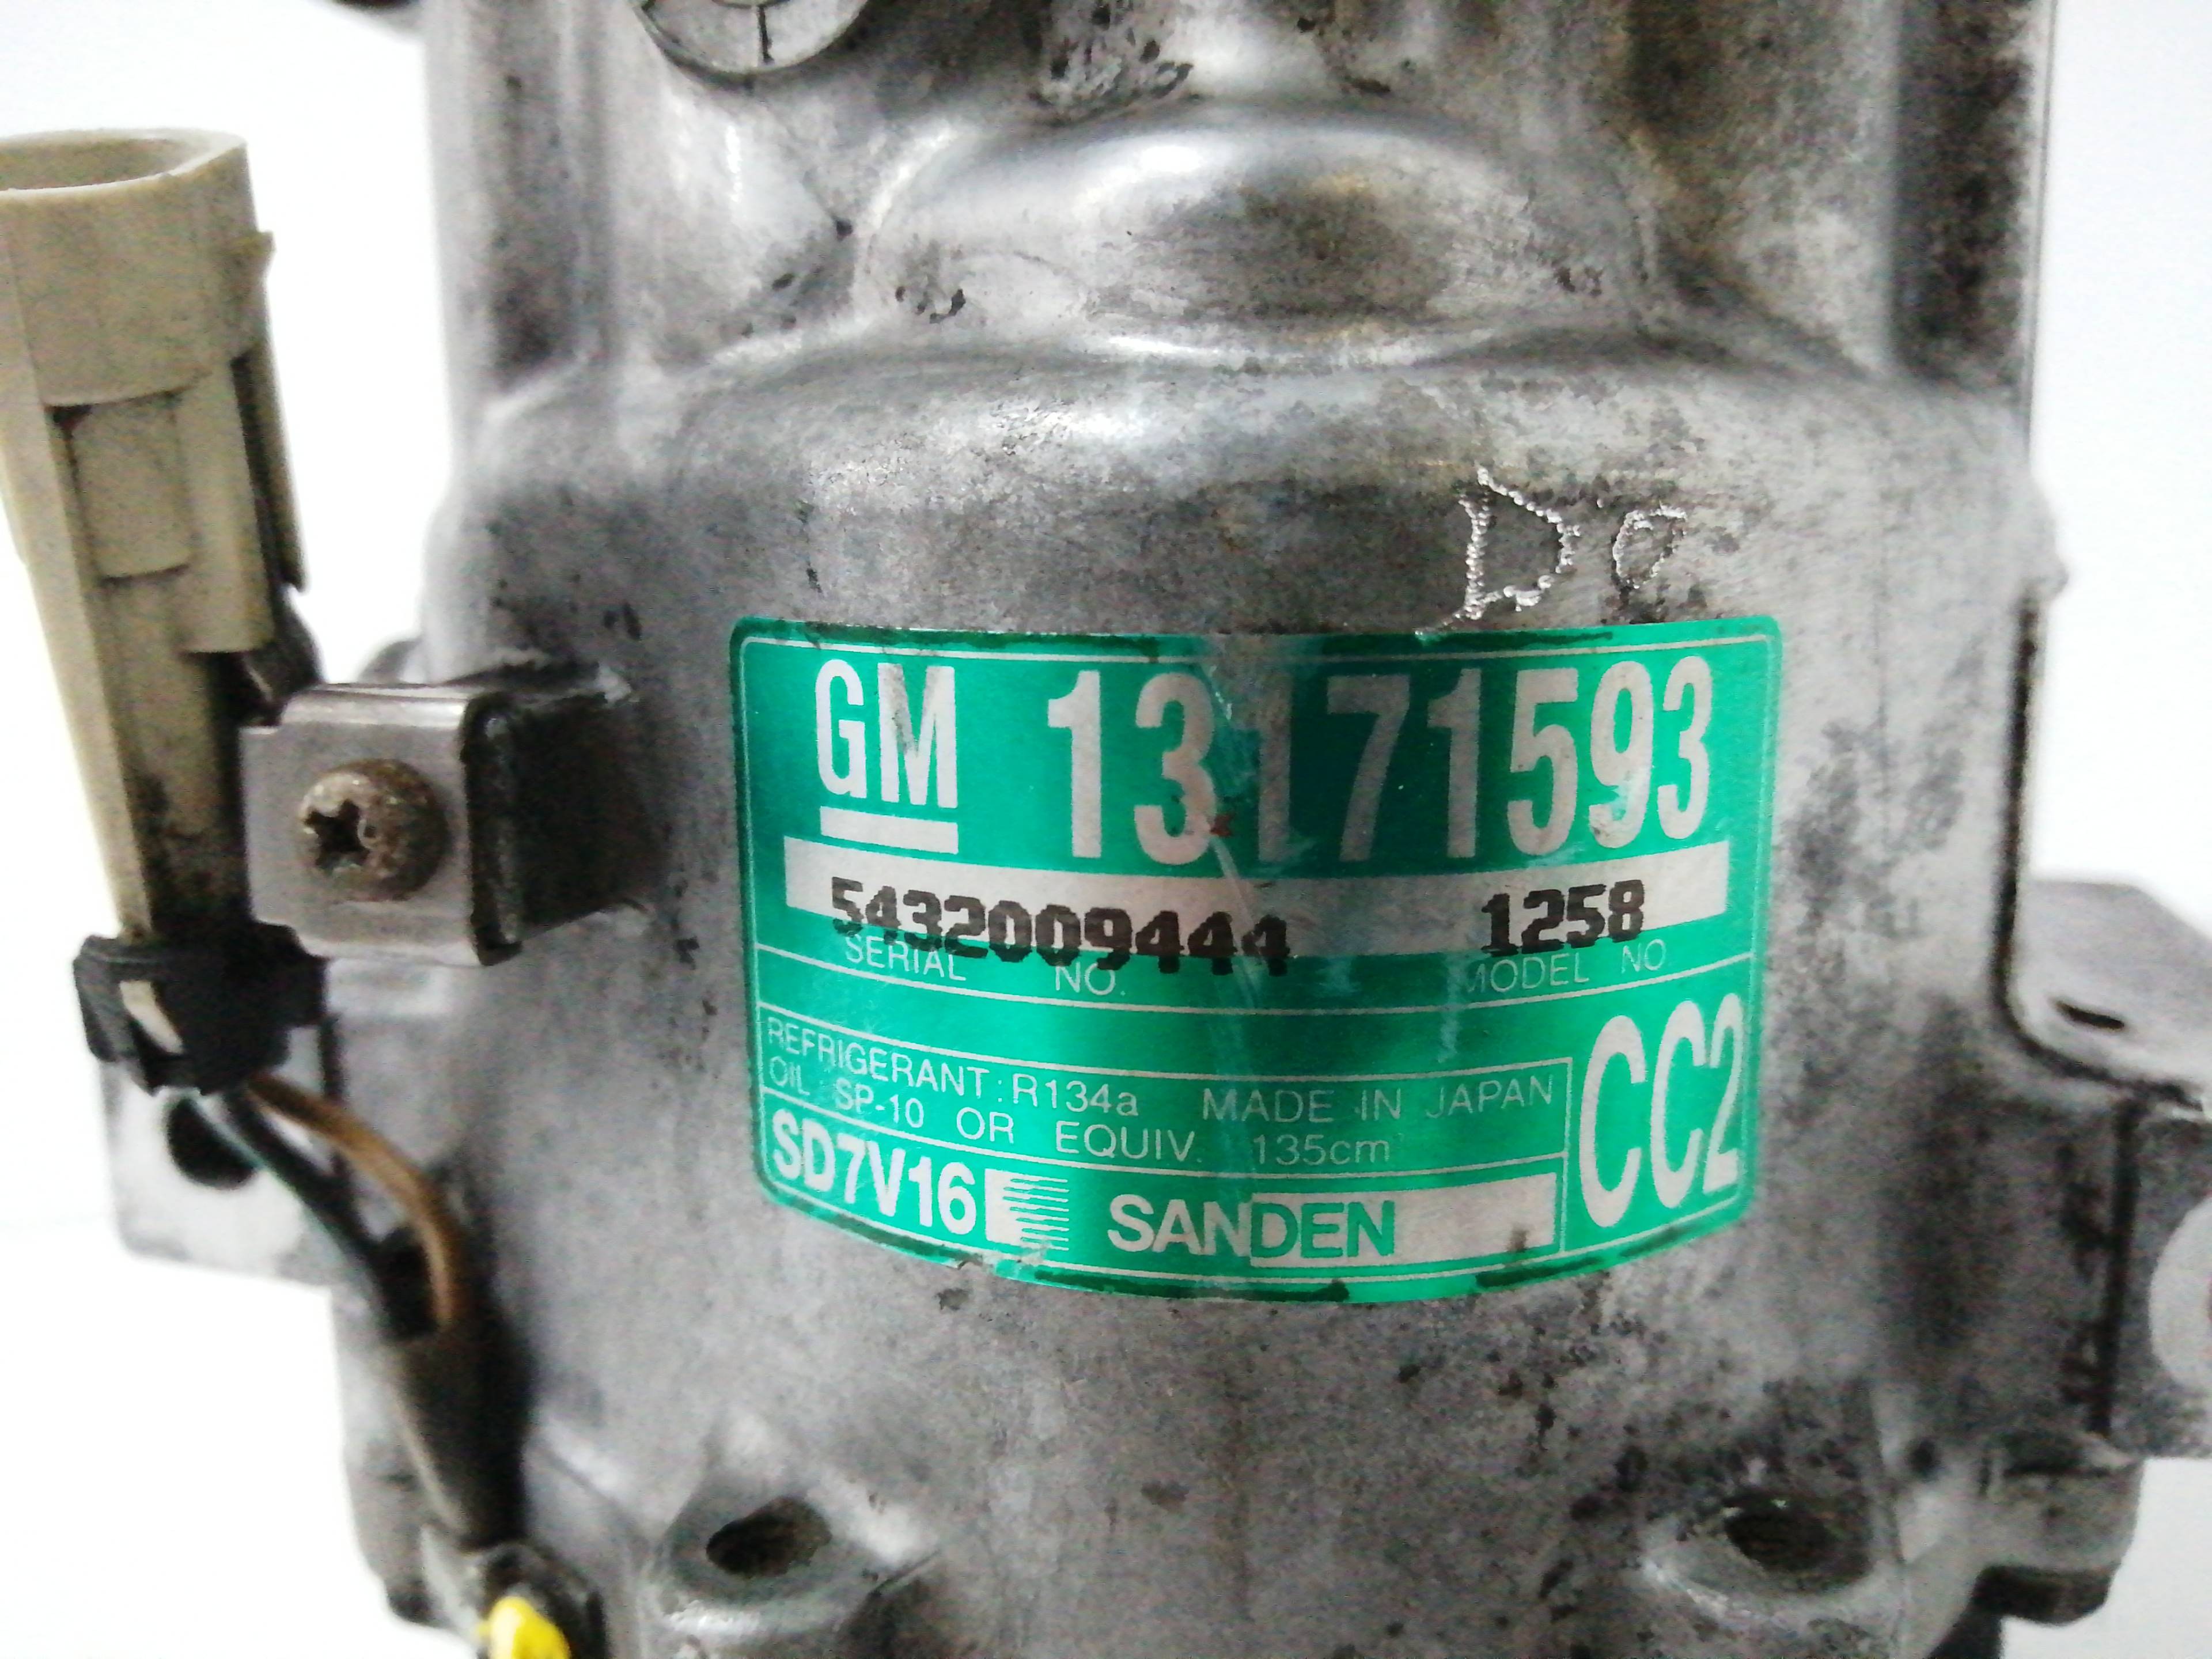 GM 13171593
5432009444 1258
SERIAL NO. MODEL NO
REFRIGERANT: R134a MADE IN JAPAN
OIL SP-10 OR EQUIV. 135cm³
CC2
SD7V16 SANDEN